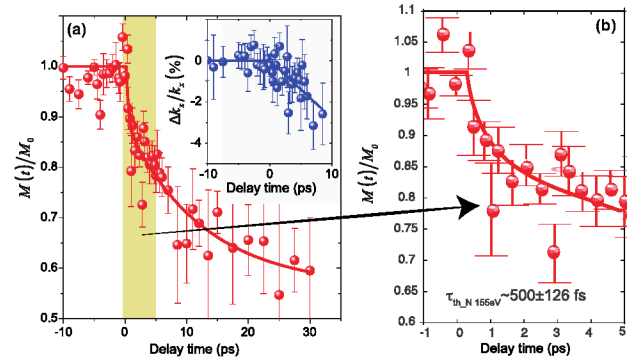 (a)
M(t)/M0
1.0
0.9
0.8
0.7
0.6
0.5
-10 0 10 20 30
Delay time (ps)
Δkz/kz (%)
2
0
-2
-4
-10 0 10
Delay time (ps)
(b)
M(t)/M0
1.1
1.05
1
0.95
0.9
0.85
0.8
0.75
0.7
0.65
0.6
-1 0 1 2 3 4 5
Delay time (ps)
τth_N 155eV~500±126 fs